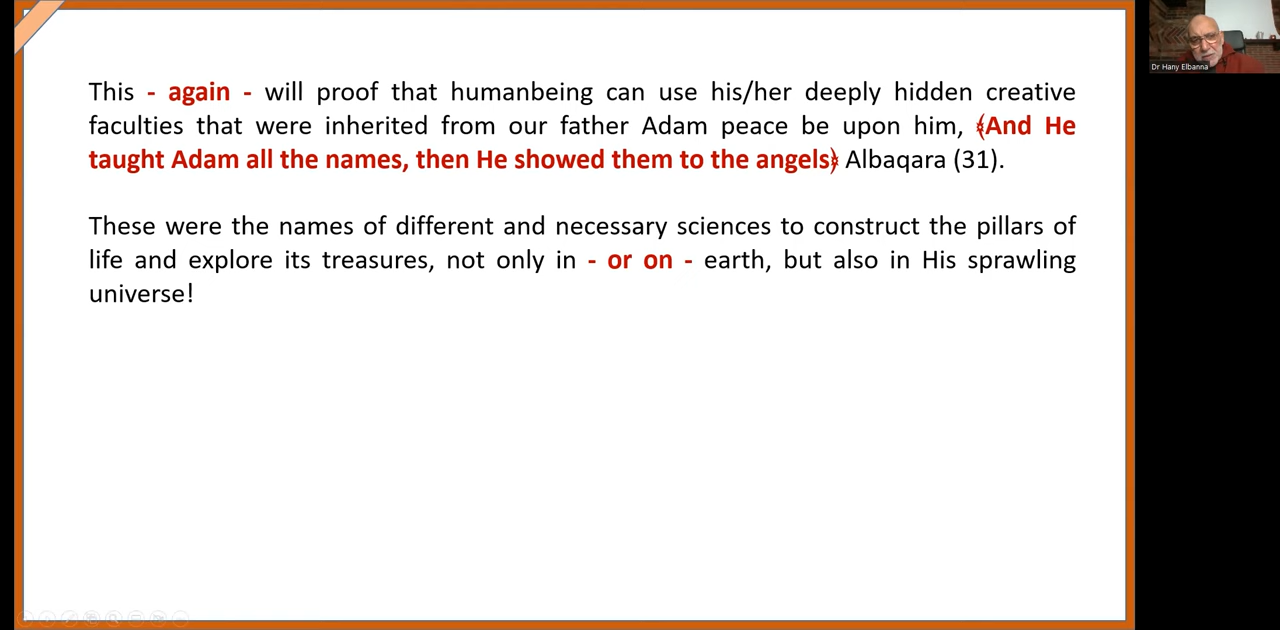 This - again - will proof that humanbeing can use his/her deeply hidden creative
faculties that were inherited from our father Adam peace be upon him, ﴿And He
taught Adam all the names, then He showed them to the angels﴾ Albaqara (31).
These were the names of different and necessary sciences to construct the pillars of
life and explore its treasures, not only in - or on - earth, but also in His sprawling
universe!
Dr Hany Elbanna